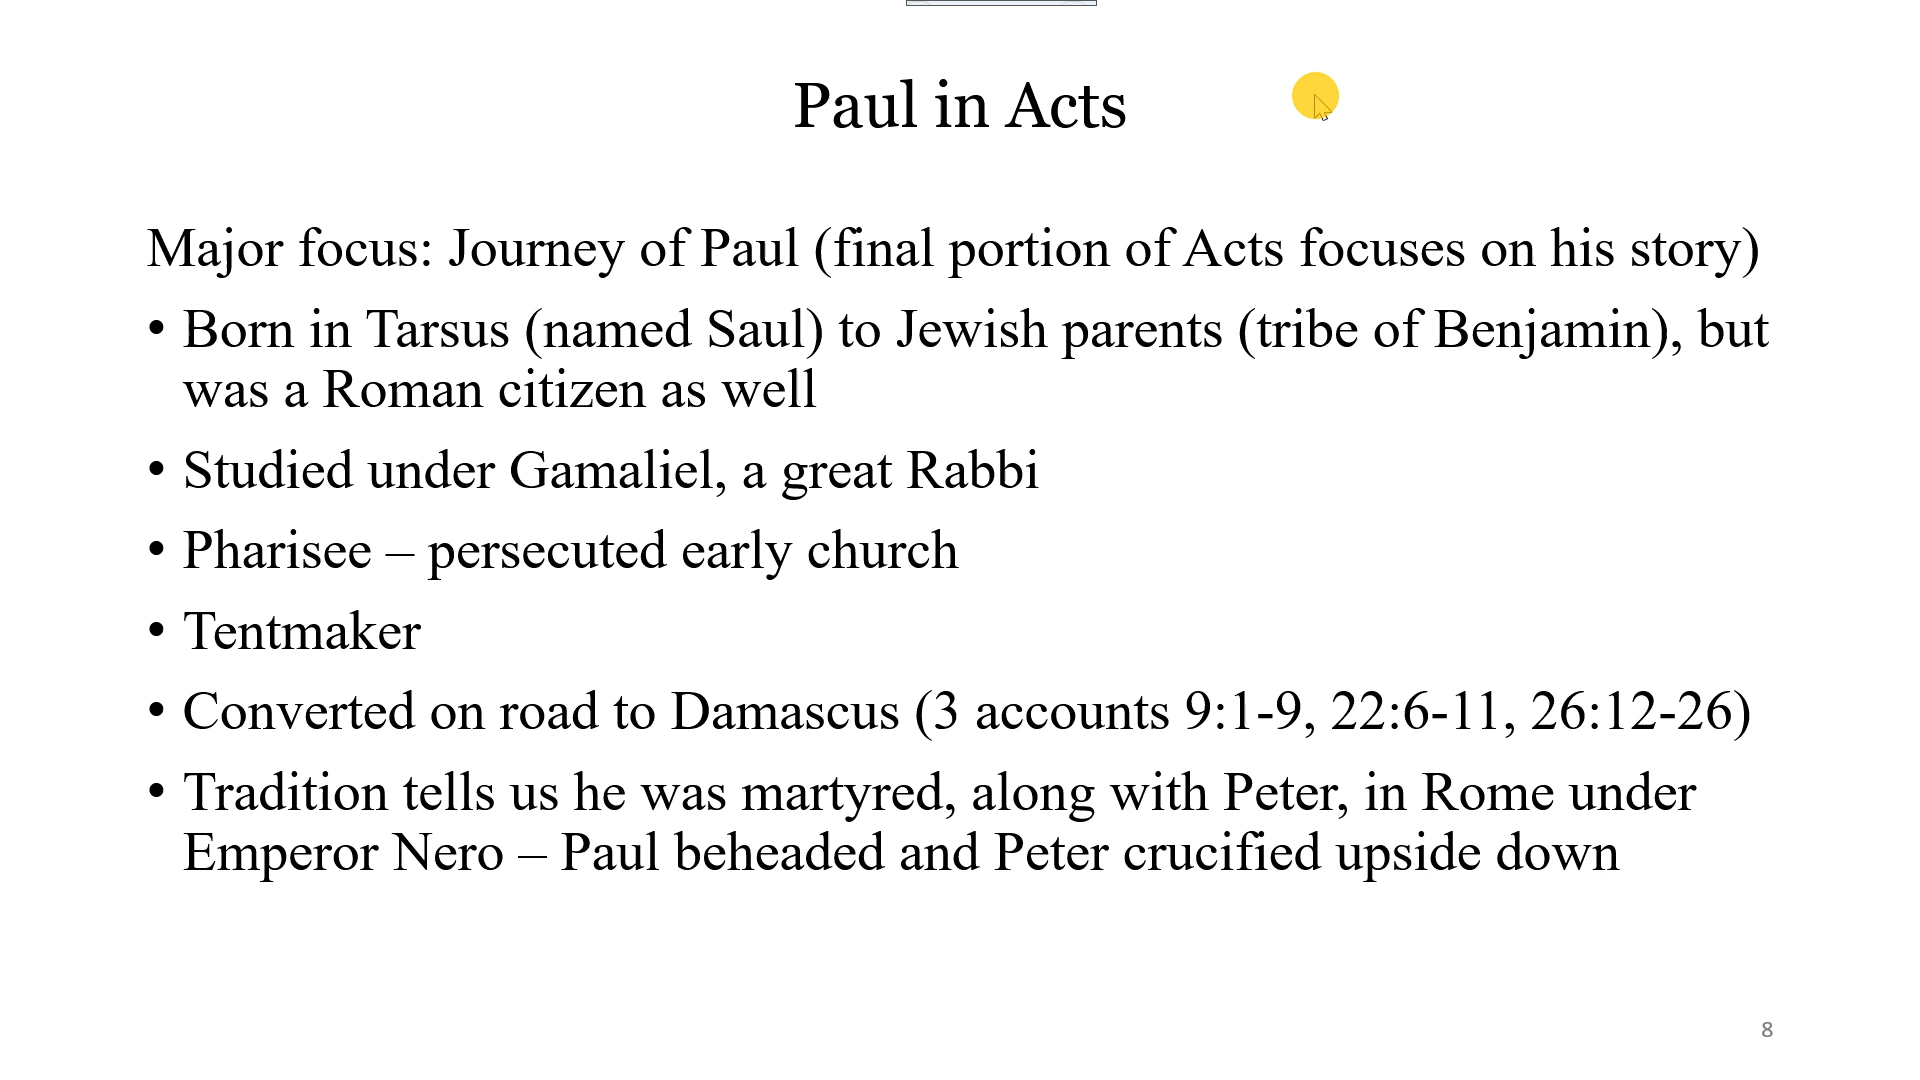 Paul in Acts
Major focus: Journey of Paul (final portion of Acts focuses on his story)
• Born in Tarsus (named Saul) to Jewish parents (tribe of Benjamin), but
was a Roman citizen as well
• Studied under Gamaliel, a great Rabbi
• Pharisee – persecuted early church
• Tentmaker
• Converted on road to Damascus (3 accounts 9:1-9, 22:6-11, 26:12-26)
• Tradition tells us he was martyred, along with Peter, in Rome under
Emperor Nero – Paul beheaded and Peter crucified upside down
8